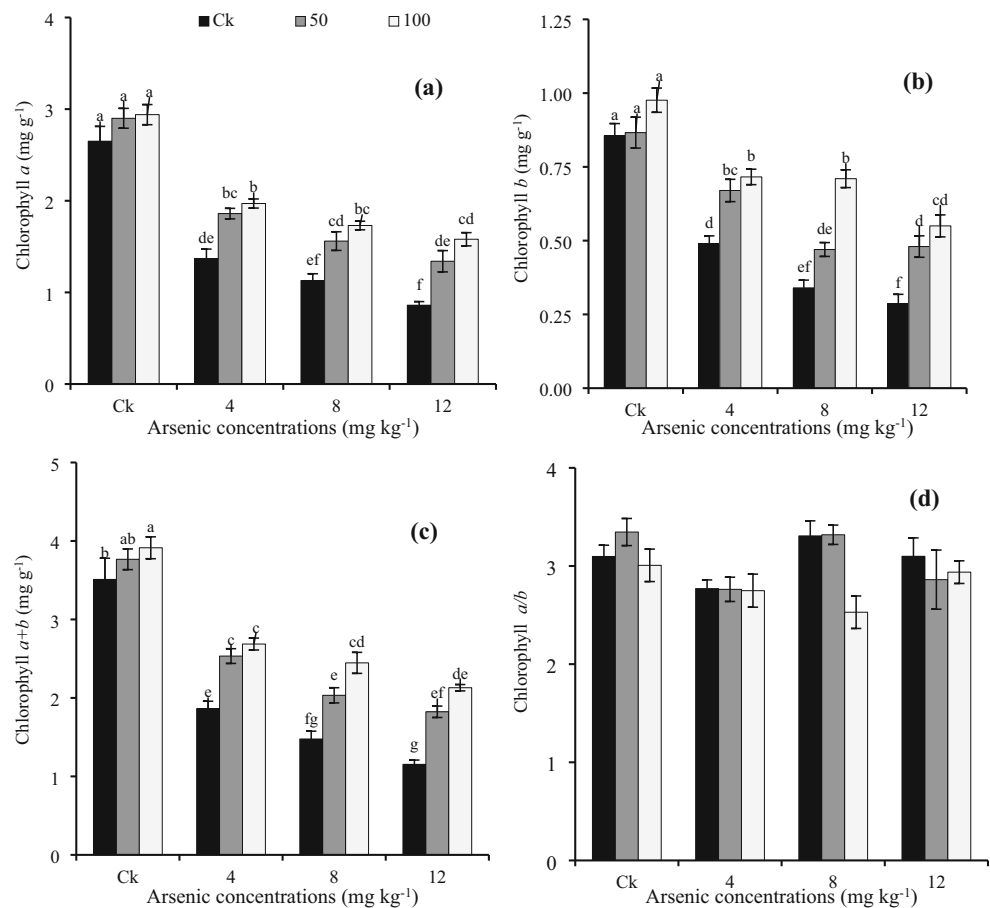 Ck 50 100
(a)
Chlorophyll a (mg g-1)
4
3
2
1
0
a a a
de bc b
ef cd bc
f de cd
Ck 4 8 12
Arsenic concentrations (mg kg-1)
(b)
Chlorophyll b (mg g-1)
1.25
1.00
0.75
0.50
0.25
0.00
a a a
d bc b
ef de b
f d cd
Ck 4 8 12
Arsenic concentrations (mg kg-1)
(c)
Chlorophyll a+b (mg g-1)
5
4
3
2
1
0
b ab a
e c c
fg e cd
g ef de
Ck 4 8 12
Arsenic concentrations (mg kg-1)
(d)
Chlorophyll a/b
4
3
2
1
0
Ck 4 8 12
Arsenic concentrations (mg kg-1)